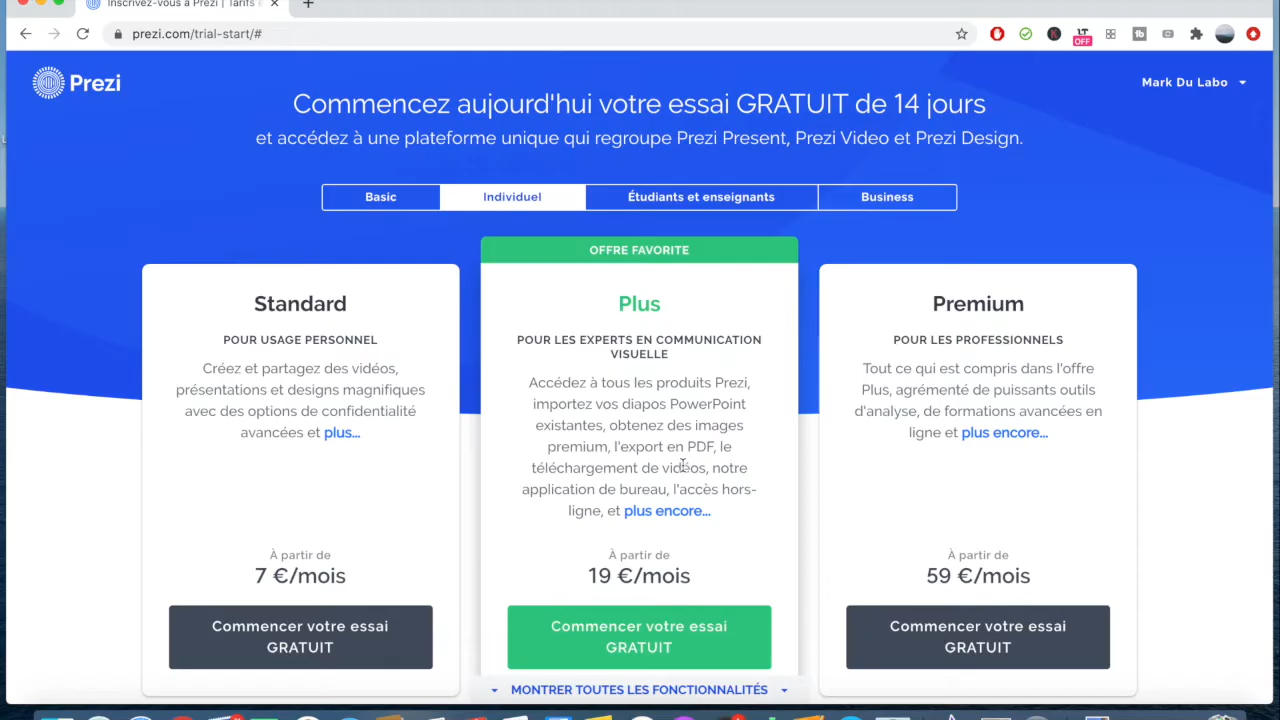 Inscrivez-vous à Prezi | Tarifs
prezi.com/trial-start/#
OFF
Prezi
Mark Du Labo
Commencez aujourd'hui votre essai GRATUIT de 14 jours
et accédez à une plateforme unique qui regroupe Prezi Present, Prezi Video et Prezi Design.
Basic
Individuel
Étudiants et enseignants
Business
OFFRE FAVORITE
Standard
POUR USAGE PERSONNEL
Créez et partagez des vidéos,
présentations et designs magnifiques
avec des options de confidentialité
avancées et plus...
À partir de
7 €/mois
Commencer votre essai
GRATUIT
Plus
POUR LES EXPERTS EN COMMUNICATION
VISUELLE
Accédez à tous les produits Prezi,
importez vos diapos PowerPoint
existantes, obtenez des images
premium, l'export en PDF, le
téléchargement de vidéos, notre
application de bureau, l'accès hors-
ligne, et plus encore...
À partir de
19 €/mois
Commencer votre essai
GRATUIT
Premium
POUR LES PROFESSIONNELS
Tout ce qui est compris dans l'offre
Plus, agrémenté de puissants outils
d'analyse, de formations avancées en
ligne et plus encore...
À partir de
59 €/mois
Commencer votre essai
GRATUIT
MONTRER TOUTES LES FONCTIONNALITÉS